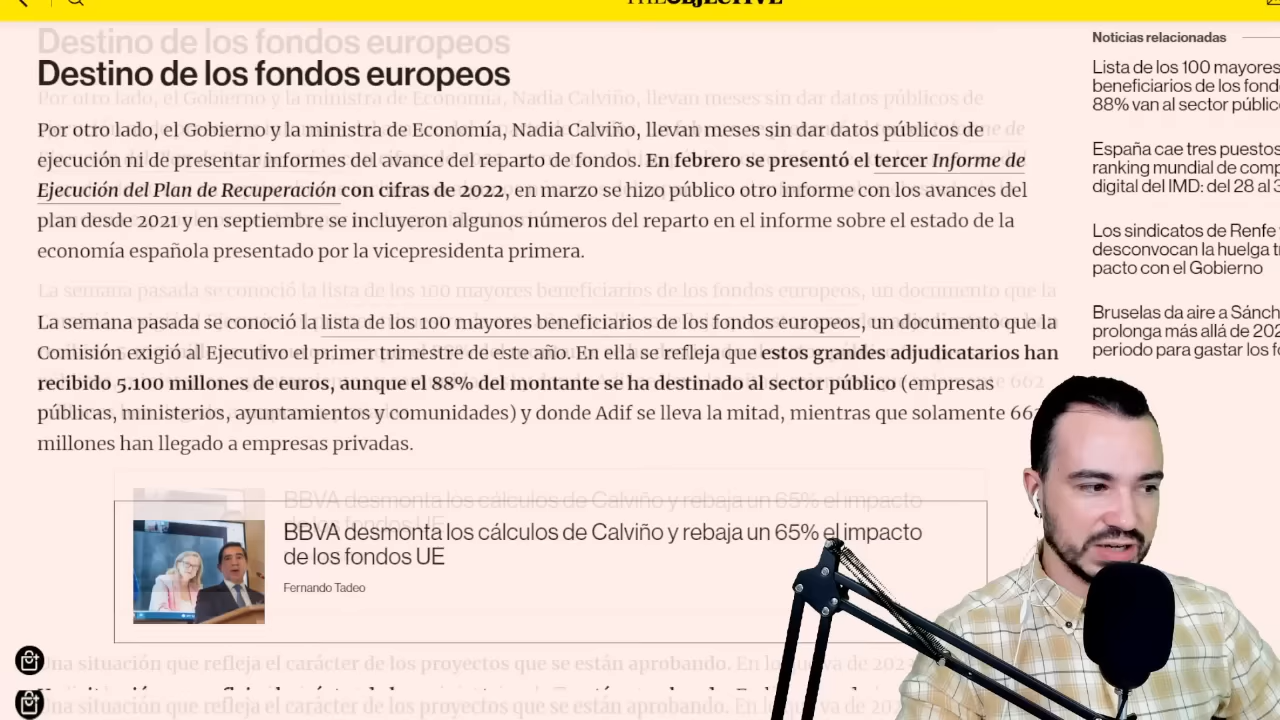 THE OBJECTIVE
Destino de los fondos europeos
Por otro lado, el Gobierno y la ministra de Economía, Nadia Calviño, llevan meses sin dar datos públicos de
ejecución ni de presentar informes del avance del reparto de fondos. En febrero se presentó el tercer Informe de
Ejecución del Plan de Recuperación con cifras de 2022, en marzo se hizo público otro informe con los avances del
plan desde 2021 y en septiembre se incluyeron algunos números del reparto en el informe sobre el estado de la
economía española presentado por la vicepresidenta primera.
La semana pasada se conoció la lista de los 100 mayores beneficiarios de los fondos europeos, un documento que la
Comisión exigió al Ejecutivo el primer trimestre de este año. En ella se refleja que estos grandes adjudicatarios han
recibido 5.100 millones de euros, aunque el 88% del montante se ha destinado al sector público (empresas
públicas, ministerios, ayuntamientos y comunidades) y donde Adif se lleva la mitad, mientras que solamente 662
millones han llegado a empresas privadas.
BBVA desmonta los cálculos de Calviño y rebaja un 65% el impacto
de los fondos UE
Fernando Tadeo
Una situación que refleja el carácter de los proyectos que se están aprobando.
Noticias relacionadas
Lista de los 100 mayores
beneficiarios de los
88% van al sector
España cae tres puestos
ranking mundial de
digital del IMD: del 28 al
Los sindicatos de Renfe
desconvocan la huelga
pacto con el Gobierno
Bruselas da aire a
prolonga más allá de
periodo para gastar los